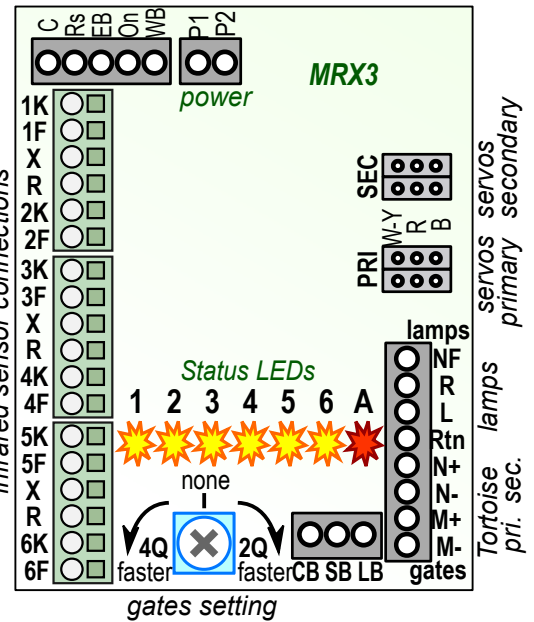 C Rs EB On WB
P1 P2
power
MRX3
infrared sensor connections
1K
1F
X
R
2K
2F
3K
3F
X
R
4K
4F
5K
5F
X
R
6K
6F
SEC
servos
secondary
W-Y R B
PRI
servos
primary
lamps
NF
R
L
Rtn
N+
N-
M+
M-
gates
lamps
Tortoise
pri. sec.
Status LEDs
1 2 3 4 5 6 A
none
4Q 2Q
faster faster
CB SB LB
gates setting